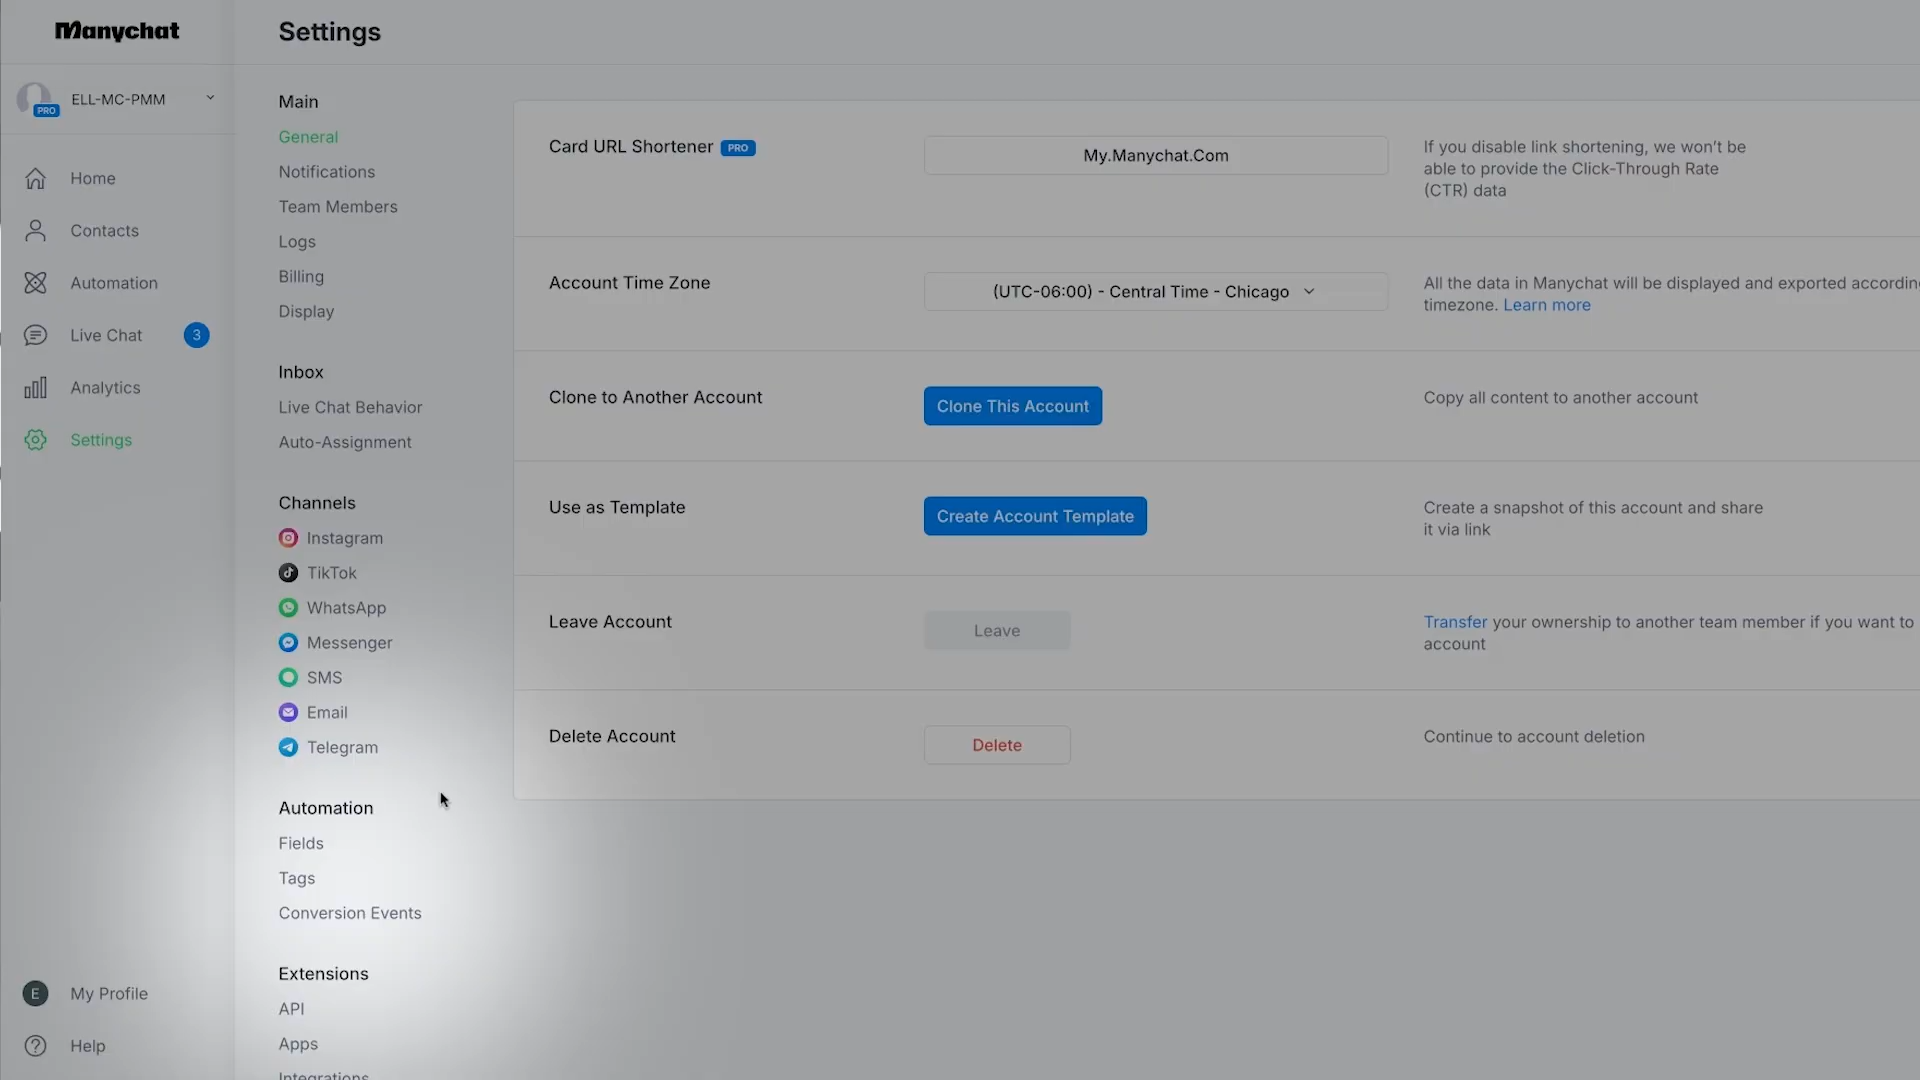 Manychat
Settings
PRO
ELL-MC-PMM
Home
Contacts
Automation
Live Chat
3
Analytics
Settings
E
My Profile
Help
Main
General
Notifications
Team Members
Logs
Billing
Display
Inbox
Live Chat Behavior
Auto-Assignment
Channels
Instagram
TikTok
WhatsApp
Messenger
SMS
Email
Telegram
Automation
Fields
Tags
Conversion Events
Extensions
API
Apps
Integrations
Card URL Shortener PRO
My.Manychat.Com
If you disable link shortening, we won't be
able to provide the Click-Through Rate
(CTR) data
Account Time Zone
(UTC-06:00) - Central Time - Chicago
All the data in Manychat will be displayed and exported accordin
timezone. Learn more
Clone to Another Account
Clone This Account
Copy all content to another account
Use as Template
Create Account Template
Create a snapshot of this account and share
it via link
Leave Account
Leave
Transfer your ownership to another team member if you want to
account
Delete Account
Delete
Continue to account deletion